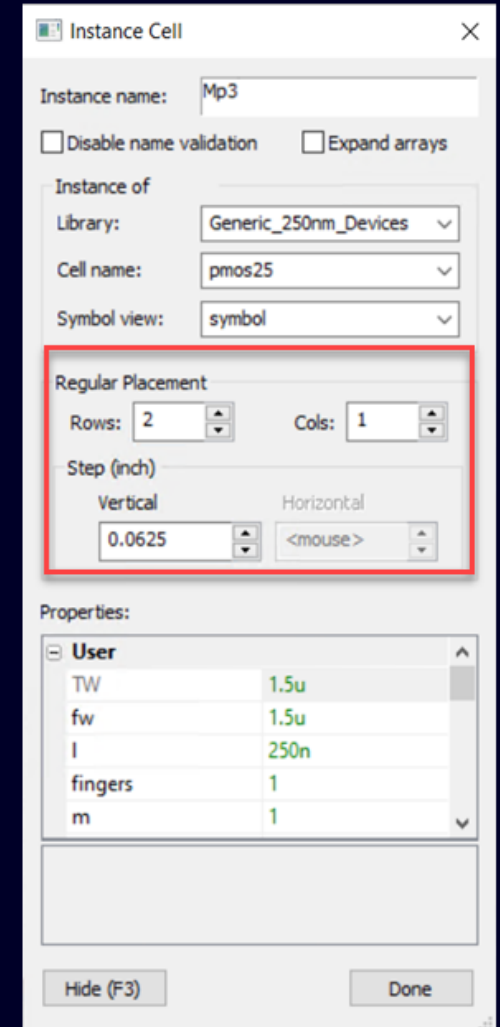 Instance Cell
Instance name: Mp3
Disable name validation Expand arrays
Instance of
Library: Generic_250nm_Devices
Cell name: pmos25
Symbol view: symbol
Regular Placement
Rows: 2 Cols: 1
Step (inch)
Vertical Horizontal
0.0625 <mouse>
Properties:
User
TW 1.5u
fw 1.5u
l 250n
fingers 1
m 1
Hide (F3) Done